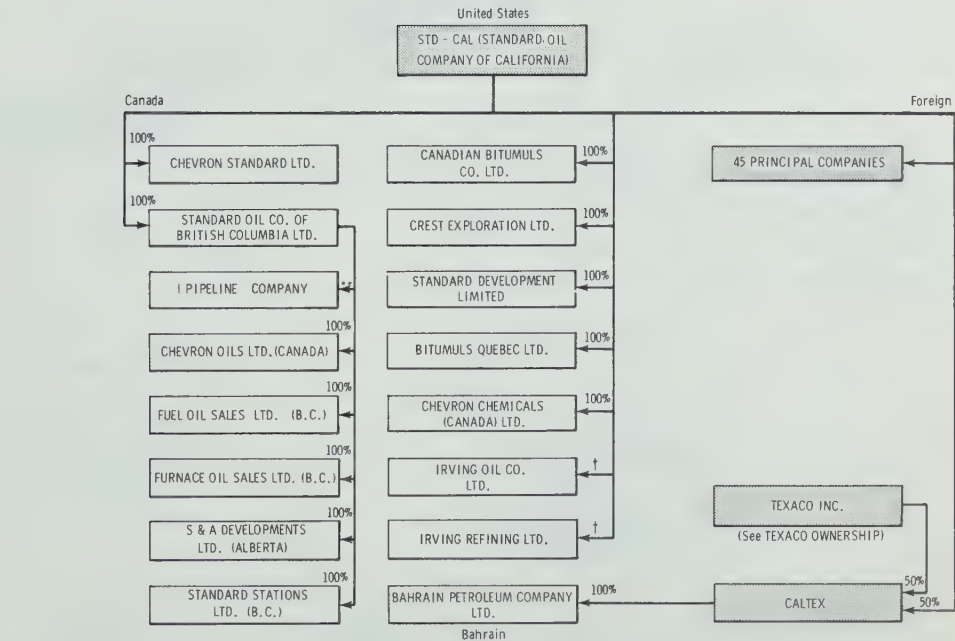 United States
STD - CAL (STANDARD OIL
COMPANY OF CALIFORNIA)
Canada
Foreign
100%
CHEVRON STANDARD LTD.
100%
STANDARD OIL CO. OF
BRITISH COLUMBIA LTD.
I PIPELINE COMPANY
**
100%
CHEVRON OILS LTD. (CANADA)
100%
FUEL OIL SALES LTD. (B.C.)
100%
FURNACE OIL SALES LTD. (B.C.)
100%
S & A DEVELOPMENTS
LTD. (ALBERTA)
100%
STANDARD STATIONS
LTD. (B.C.)
CANADIAN BITUMULS
CO. LTD.
100%
CREST EXPLORATION LTD.
100%
STANDARD DEVELOPMENT
LIMITED
100%
BITUMULS QUEBEC LTD.
100%
CHEVRON CHEMICALS
(CANADA) LTD.
100%
IRVING OIL CO.
LTD.
†
IRVING REFINING LTD.
†
BAHRAIN PETROLEUM COMPANY
LTD.
100%
Bahrain
45 PRINCIPAL COMPANIES
TEXACO INC.
(See TEXACO OWNERSHIP)
50%
CALTEX
50%